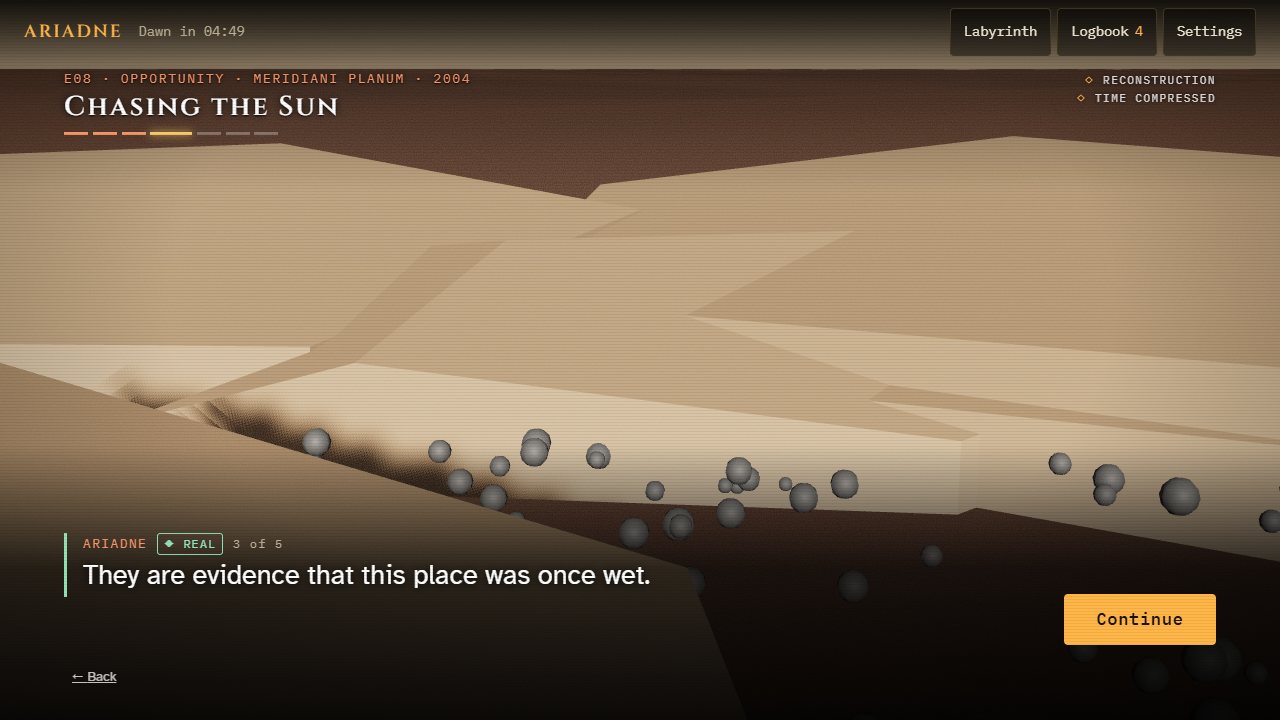 ARIADNE Dawn in 04:49 Labyrinth Logbook 4 Settings
E08 · OPPORTUNITY · MERIDIANI PLANUM · 2004
Chasing the Sun
◇ RECONSTRUCTION
◇ TIME COMPRESSED
ARIADNE ◆ REAL 3 of 5
They are evidence that this place was once wet.
Continue
← Back